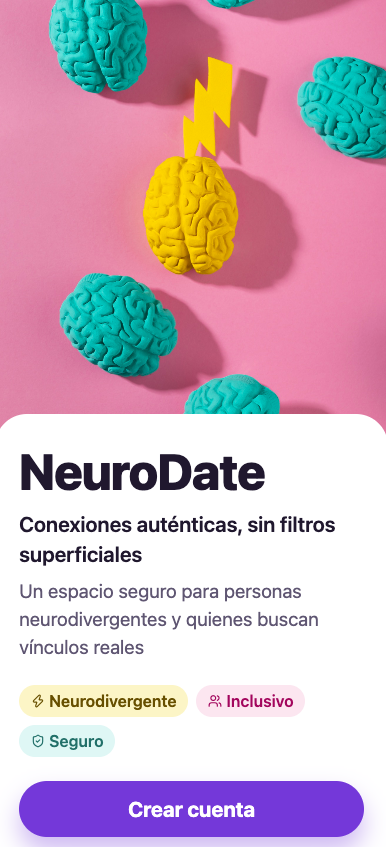 NeuroDate
Conexiones auténticas, sin filtros
superficiales
Un espacio seguro para personas
neurodivergentes y quienes buscan
vínculos reales
Neurodivergente
Inclusivo
Seguro
Crear cuenta